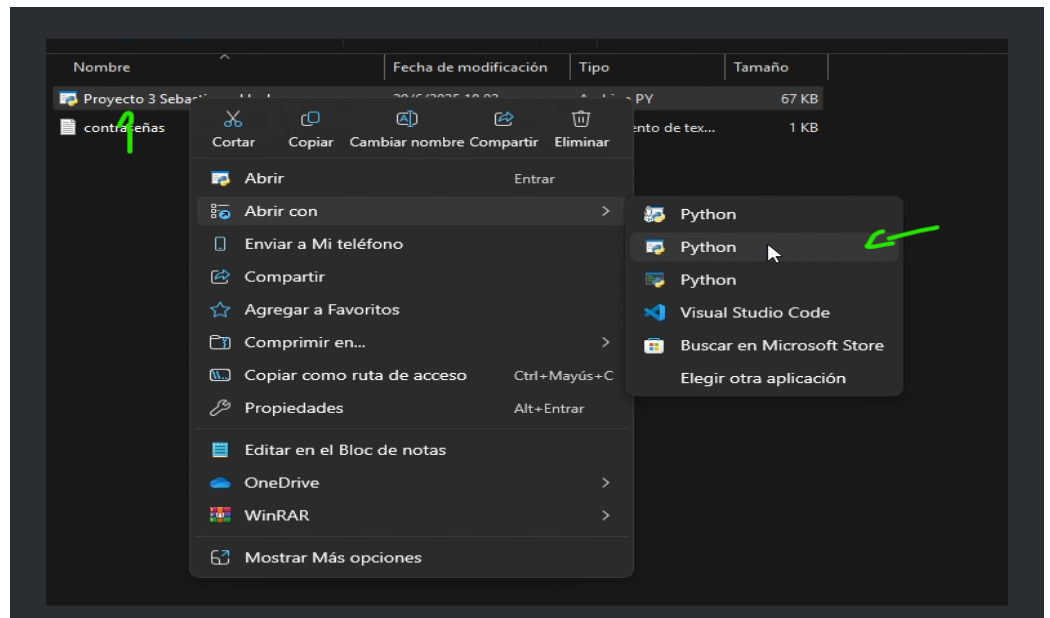 Nombre Fecha de modificación Tipo Tamaño
Proyecto 3 PY 67 KB
contraseñas de tex... 1 KB
Cortar Copiar Cambiar nombre Compartir Eliminar
Abrir Entrar
Abrir con
Enviar a Mi teléfono
Compartir
Agregar a Favoritos
Comprimir en...
Copiar como ruta de acceso Ctrl+Mayús+C
Propiedades Alt+Entrar
Editar en el Bloc de notas
OneDrive
WinRAR
Mostrar Más opciones
Python
Python
Python
Visual Studio Code
Buscar en Microsoft Store
Elegir otra aplicación